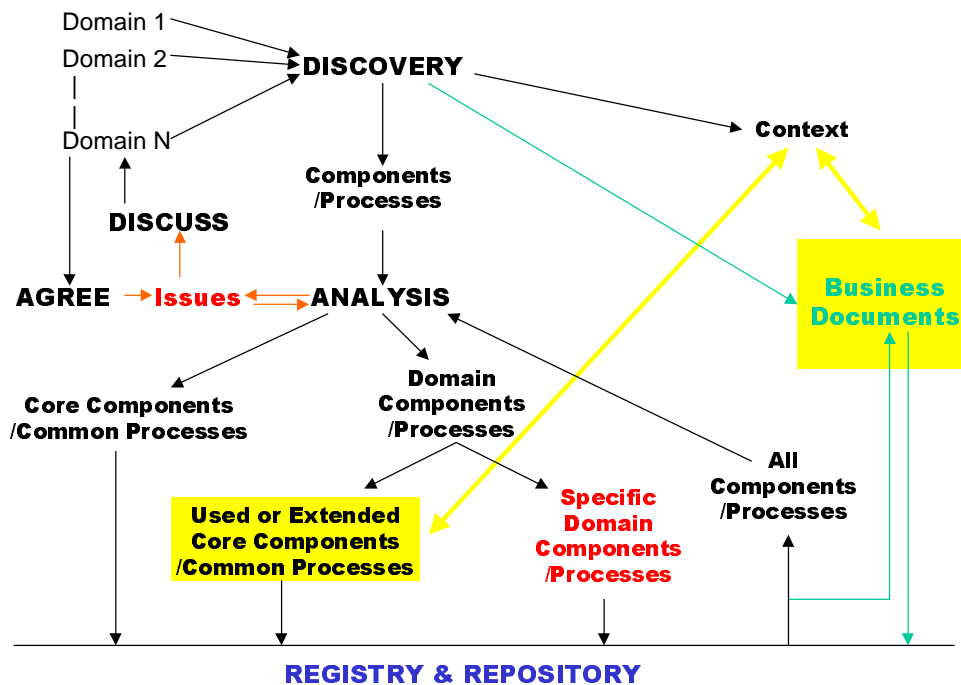 Domain 1
Domain 2
Domain N
DISCOVERY
Context
Components
/Processes
DISCUSS
AGREE
Issues
ANALYSIS
Business
Documents
Core Components
/Common Processes
Domain
Components
/Processes
All
Components
/Processes
Used or Extended
Core Components
/Common Processes
Specific
Domain
Components
/Processes
REGISTRY & REPOSITORY